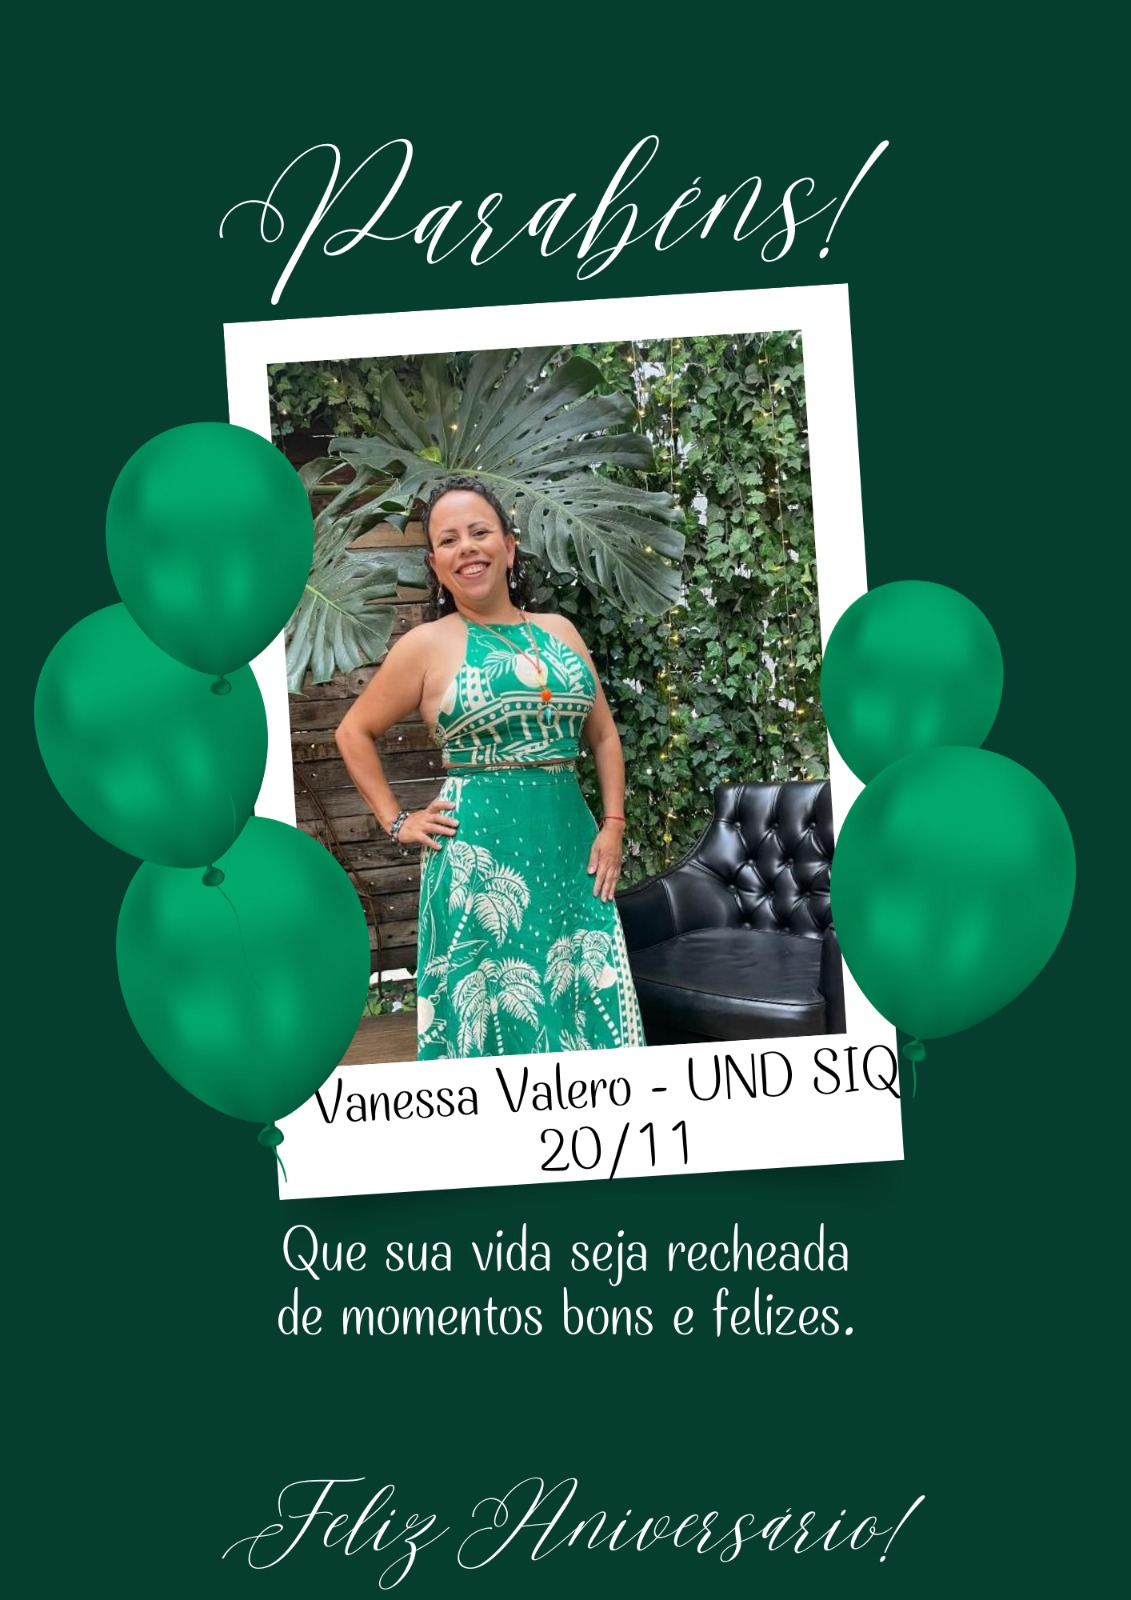 Parabéns!
Vanessa Valero - UND SIQ
20/11
Que sua vida seja recheada
de momentos bons e felizes.
Feliz Aniversário!